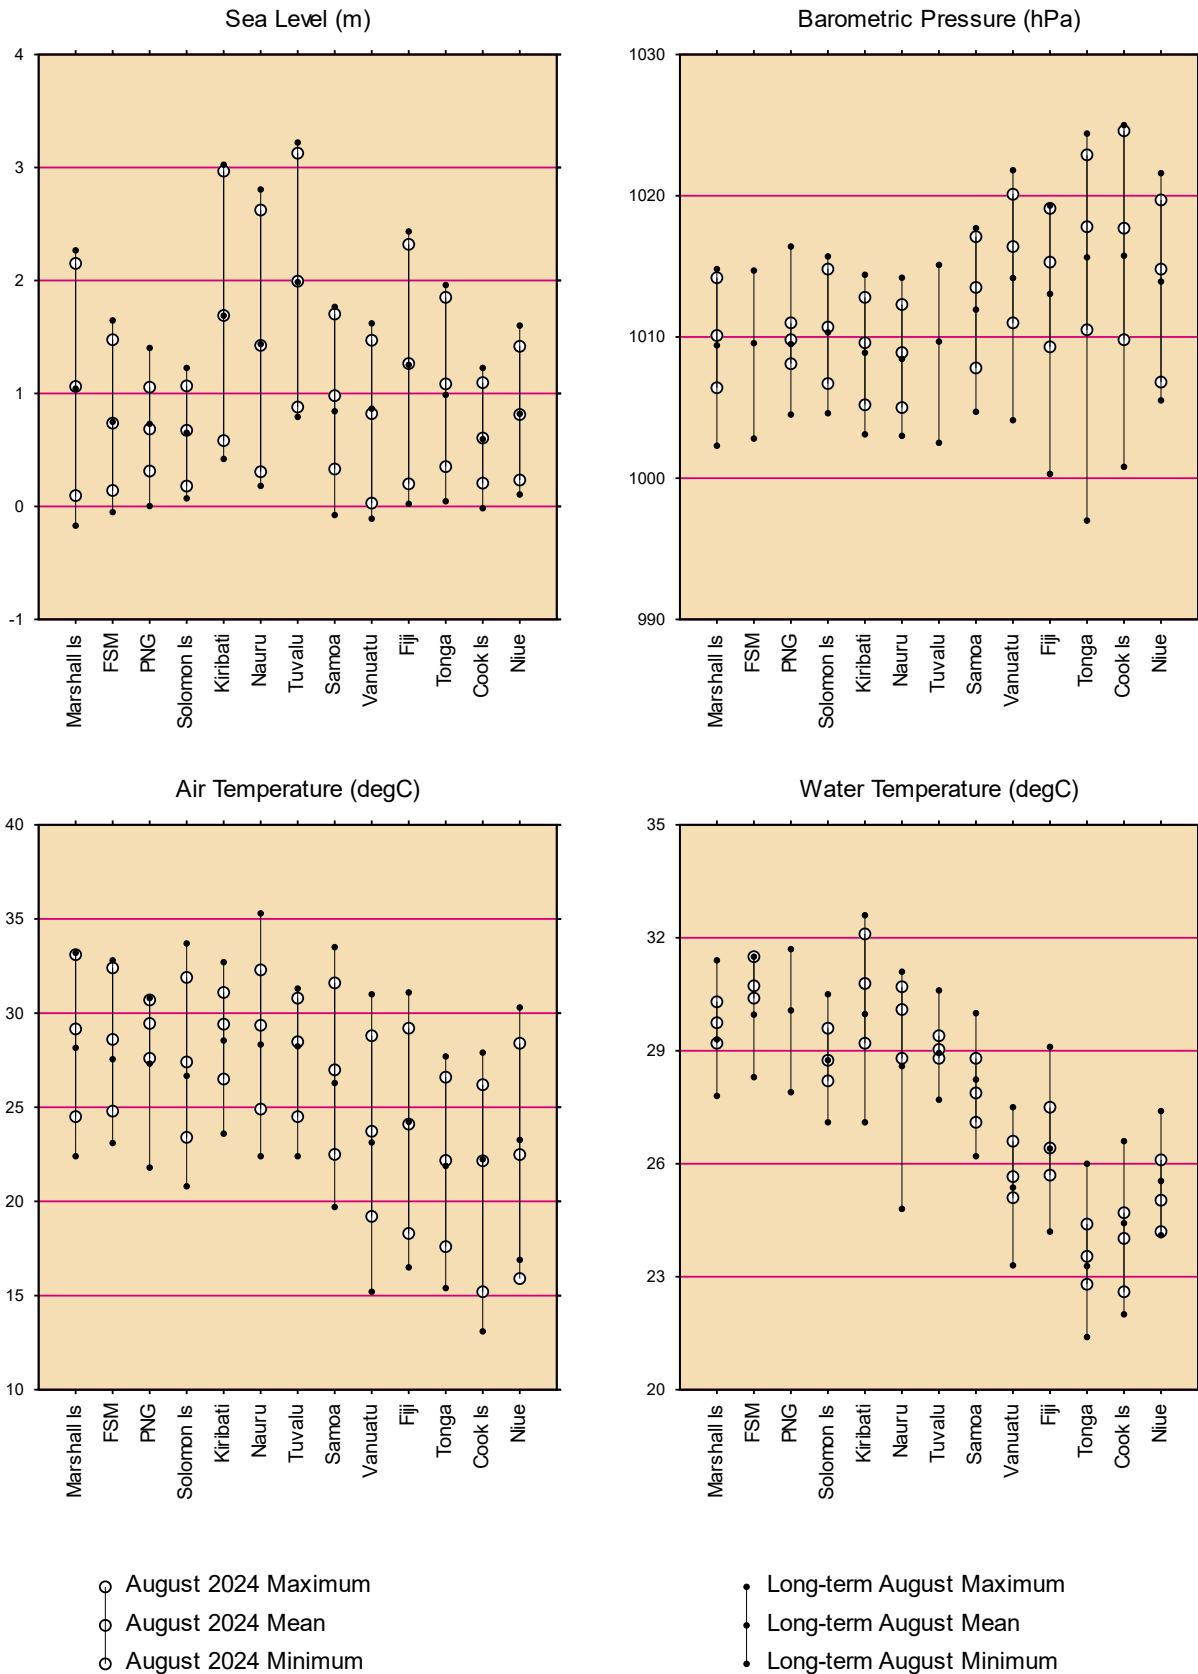 Sea Level (m)
4
3
2
1
0
-1
Marshall Is
FSM
PNG
Solomon Is
Kiribati
Nauru
Tuvalu
Samoa
Vanuatu
Fiji
Tonga
Cook Is
Niue
Barometric Pressure (hPa)
1030
1020
1010
1000
990
Marshall Is
FSM
PNG
Solomon Is
Kiribati
Nauru
Tuvalu
Samoa
Vanuatu
Fiji
Tonga
Cook Is
Niue
Air Temperature (degC)
40
35
30
25
20
15
10
Marshall Is
FSM
PNG
Solomon Is
Kiribati
Nauru
Tuvalu
Samoa
Vanuatu
Fiji
Tonga
Cook Is
Niue
Water Temperature (degC)
35
32
29
26
23
20
Marshall Is
FSM
PNG
Solomon Is
Kiribati
Nauru
Tuvalu
Samoa
Vanuatu
Fiji
Tonga
Cook Is
Niue
August 2024 Maximum
August 2024 Mean
August 2024 Minimum
Long-term August Maximum
Long-term August Mean
Long-term August Minimum